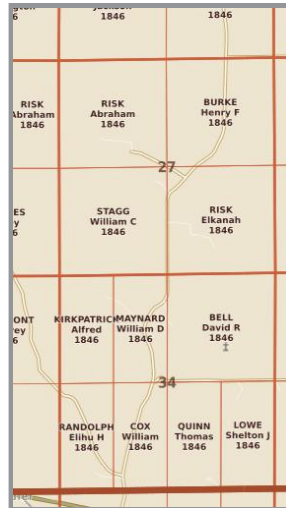 1846
1846
RISK
Abraham
1846
RISK
Abraham
1846
BURKE
Henry F
1846
27
STAGG
William C
1846
RISK
Elkanah
1846
KIRKPATRICK
Alfred
1846
MAYNARD
William D
1846
BELL
David R
1846
34
RANDOLPH
Elihu H
1846
COX
William
1846
QUINN
Thomas
1846
LOWE
Shelton J
1846